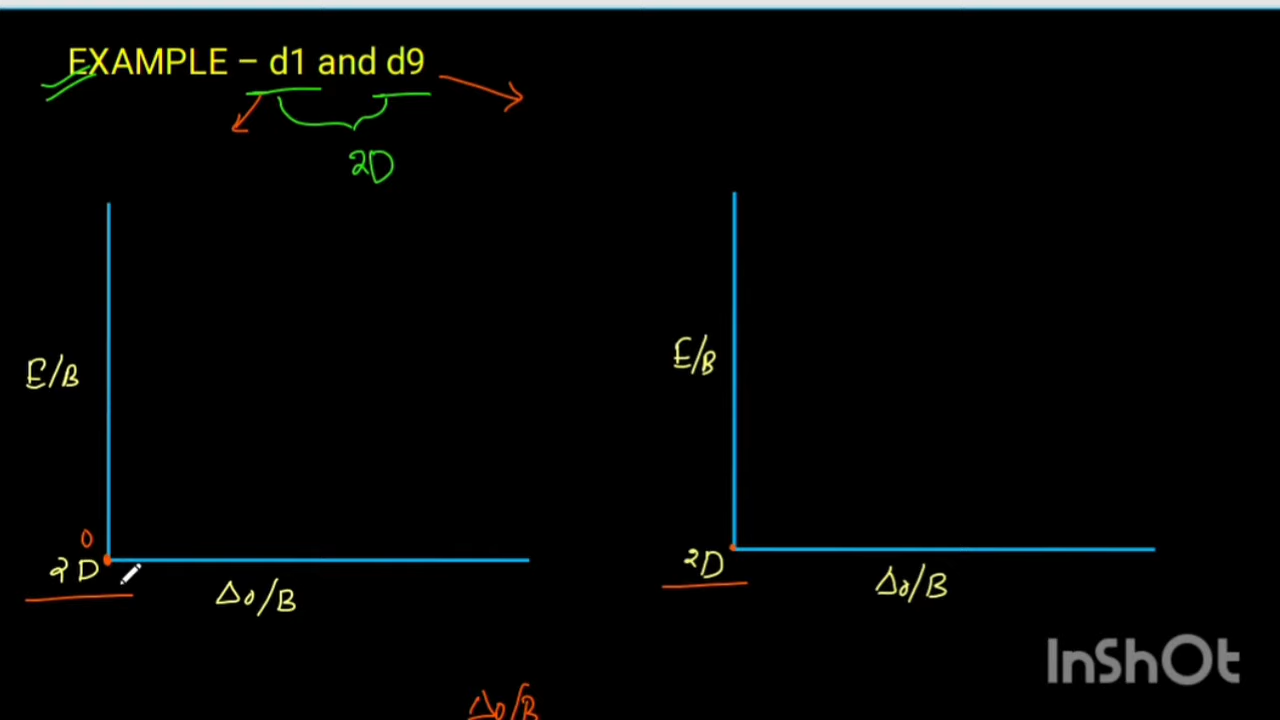 EXAMPLE – d1 and d9
2D
E/B
E/B
0
2D
2D
Δo/B
Δo/B
InShOt
Δo/B